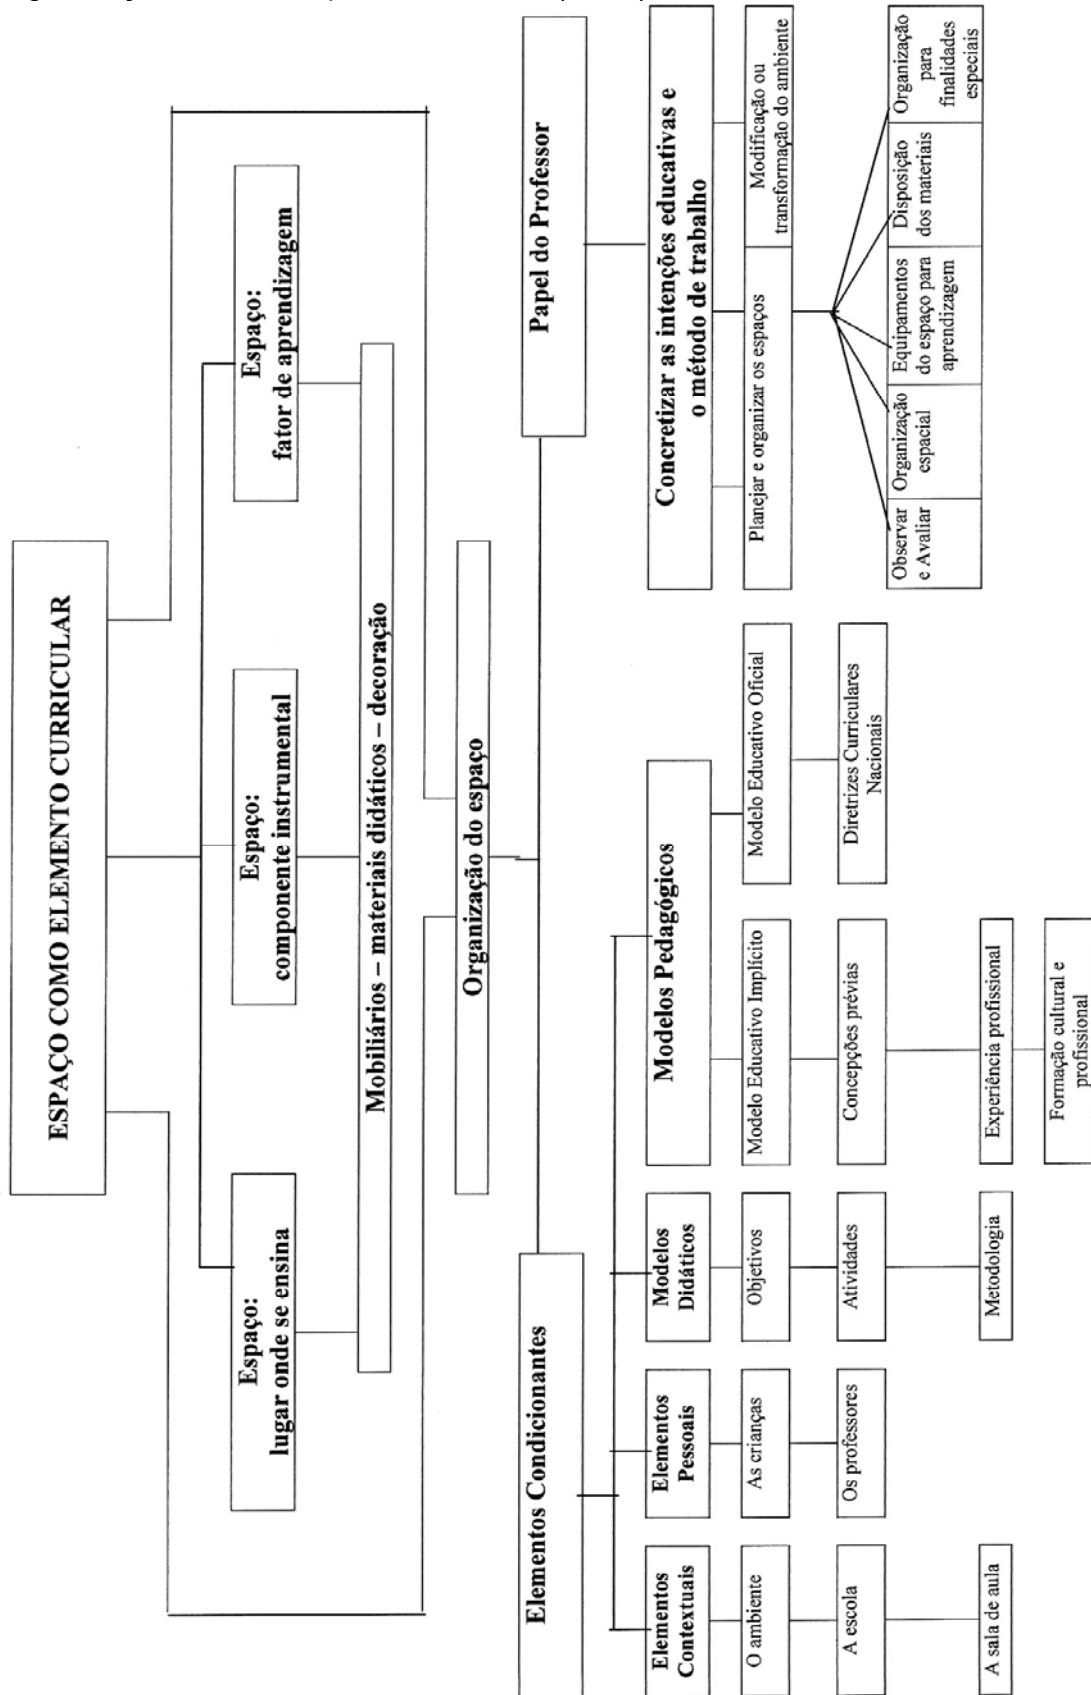 ESPAÇO COMO ELEMENTO CURRICULAR
Espaço:
lugar onde se ensina
Espaço:
componente instrumental
Espaço:
fator de aprendizagem
Mobiliários – materiais didáticos – decoração
Organização do espaço
Elementos Condicionantes
Papel do Professor
Elementos
Contextuais
Elementos
Pessoais
Modelos
Didáticos
Modelos Pedagógicos
Concretizar as intenções educativas e
o método de trabalho
O ambiente
As crianças
Objetivos
Modelo Educativo Implícito
Modelo Educativo Oficial
Planejar e organizar os espaços
Modificação ou
transformação do ambiente
A escola
Os professores
Atividades
Concepções prévias
Diretrizes Curriculares
Nacionais
Observar
e Avaliar
Organização
espacial
Equipamentos
do espaço para
aprendizagem
Disposição
dos materiais
Organização
para
finalidades
especiais
A sala de aula
Metodologia
Experiência profissional
Formação cultural e
profissional